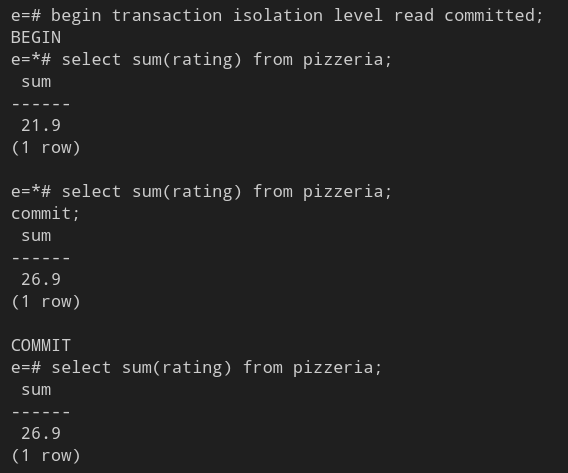 e=# begin transaction isolation level read committed;
BEGIN
e=*# select sum(rating) from pizzeria;
 sum
------
 21.9
(1 row)

e=*# select sum(rating) from pizzeria;
commit;
 sum
------
 26.9
(1 row)

COMMIT
e=# select sum(rating) from pizzeria;
 sum
------
 26.9
(1 row)